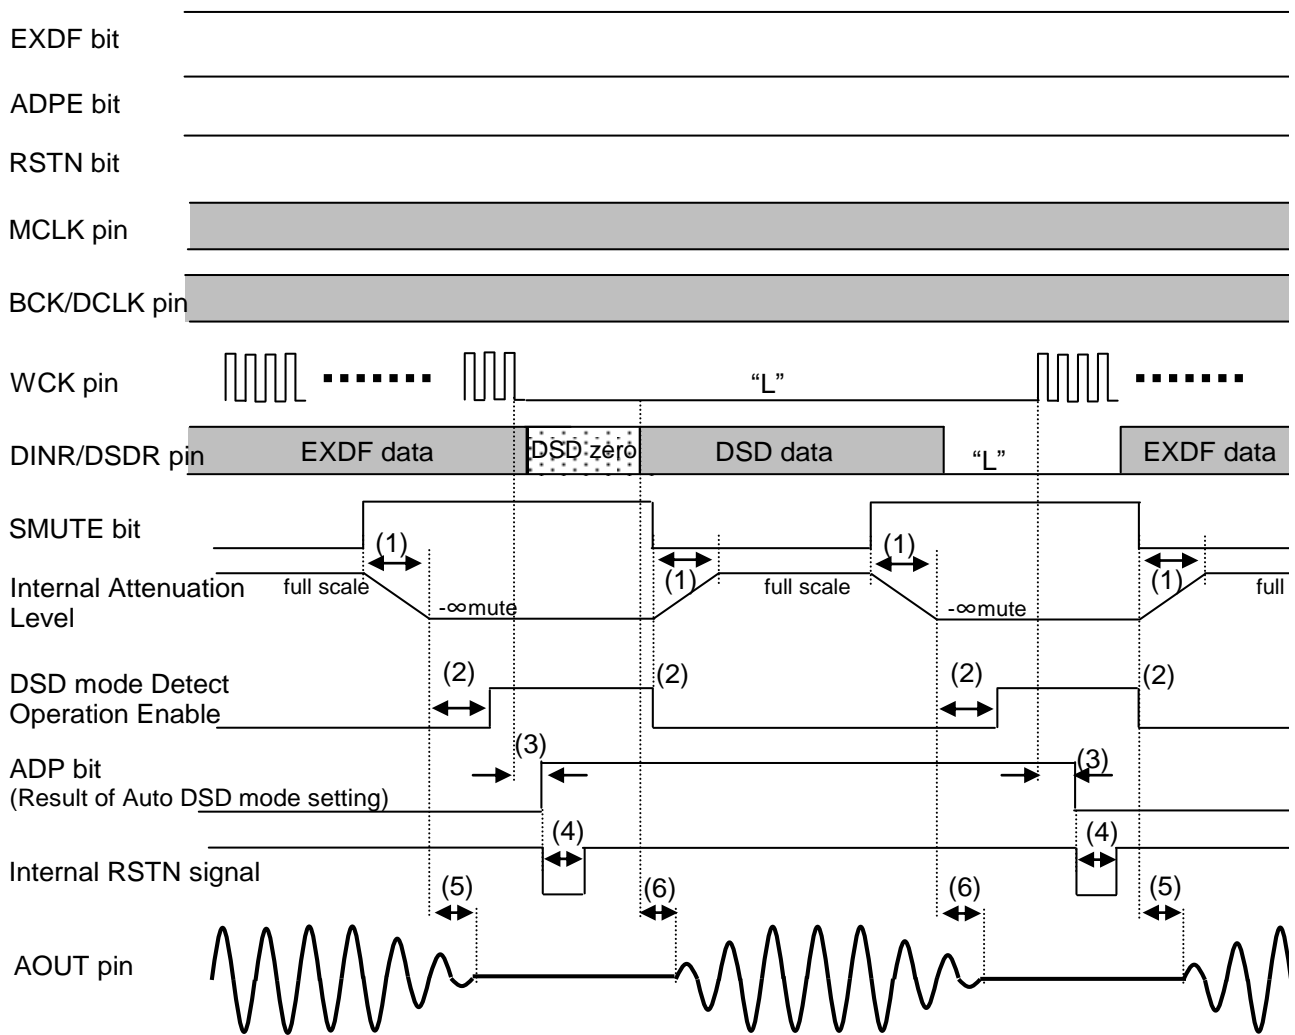 EXDF bit
ADPE bit
RSTN bit
MCLK pin
BCK/DCLK pin
WCK pin
“L”
DINR/DSDR pin
EXDF data
DSD zero
DSD data
“L”
EXDF data
SMUTE bit
(1)
(1)
(1)
(1)
Internal Attenuation
Level
full scale
-∞mute
full scale
-∞mute
full
DSD mode Detect
Operation Enable
(2)
(2)
(2)
(2)
ADP bit
(Result of Auto DSD mode setting)
(3)
(3)
Internal RSTN signal
(4)
(4)
(5)
(6)
(6)
(5)
AOUT pin